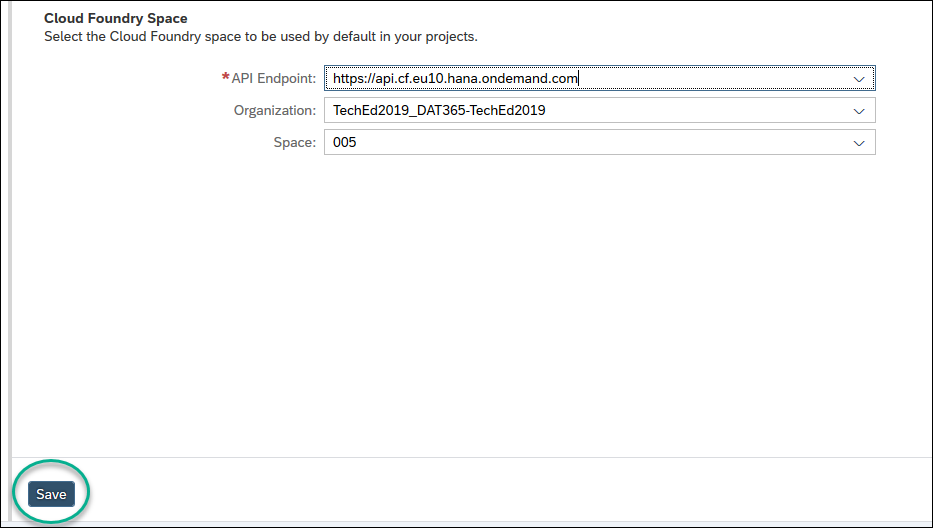 Cloud Foundry Space
Select the Cloud Foundry space to be used by default in your projects.
*API Endpoint: https://api.cf.eu10.hana.ondemand.com
Organization: TechEd2019_DAT365-TechEd2019
Space: 005
Save